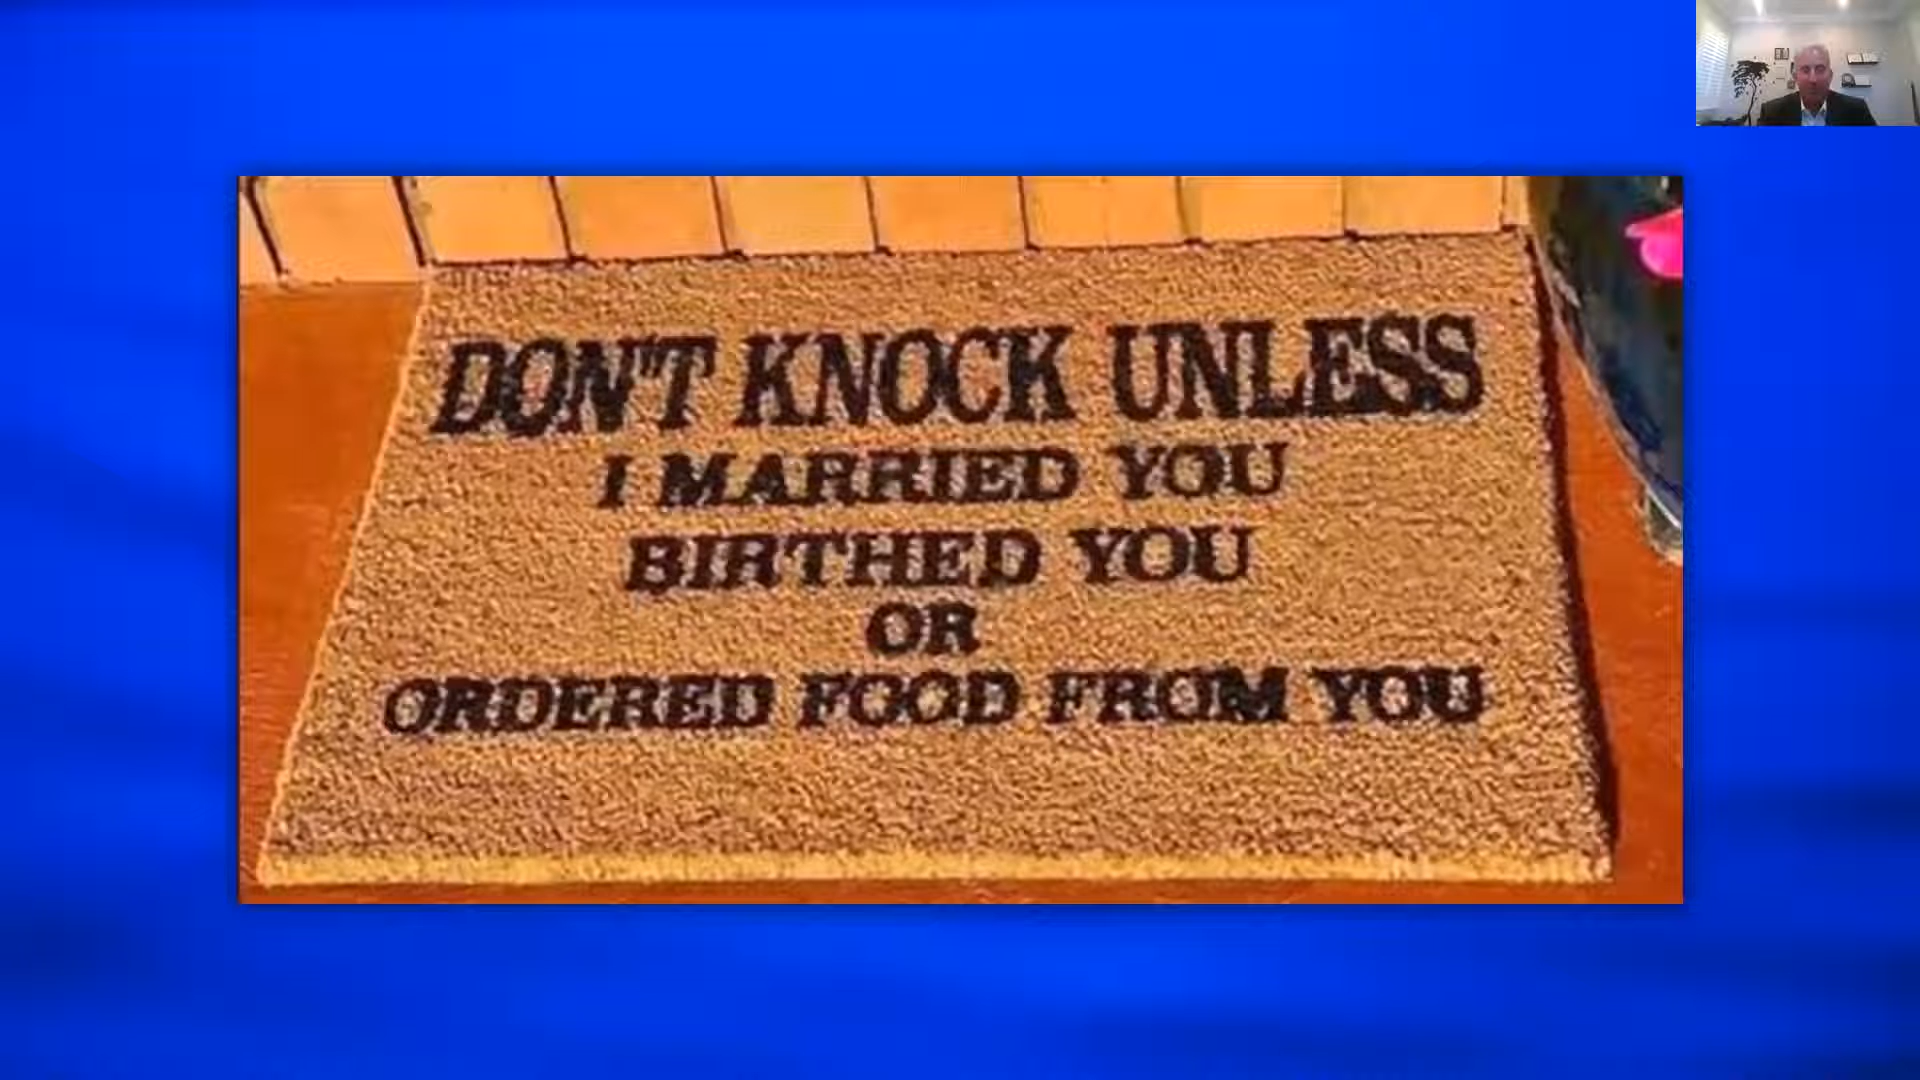 DON'T KNOCK UNLESS
I MARRIED YOU
BIRTHED YOU
OR
ORDERED FOOD FROM YOU